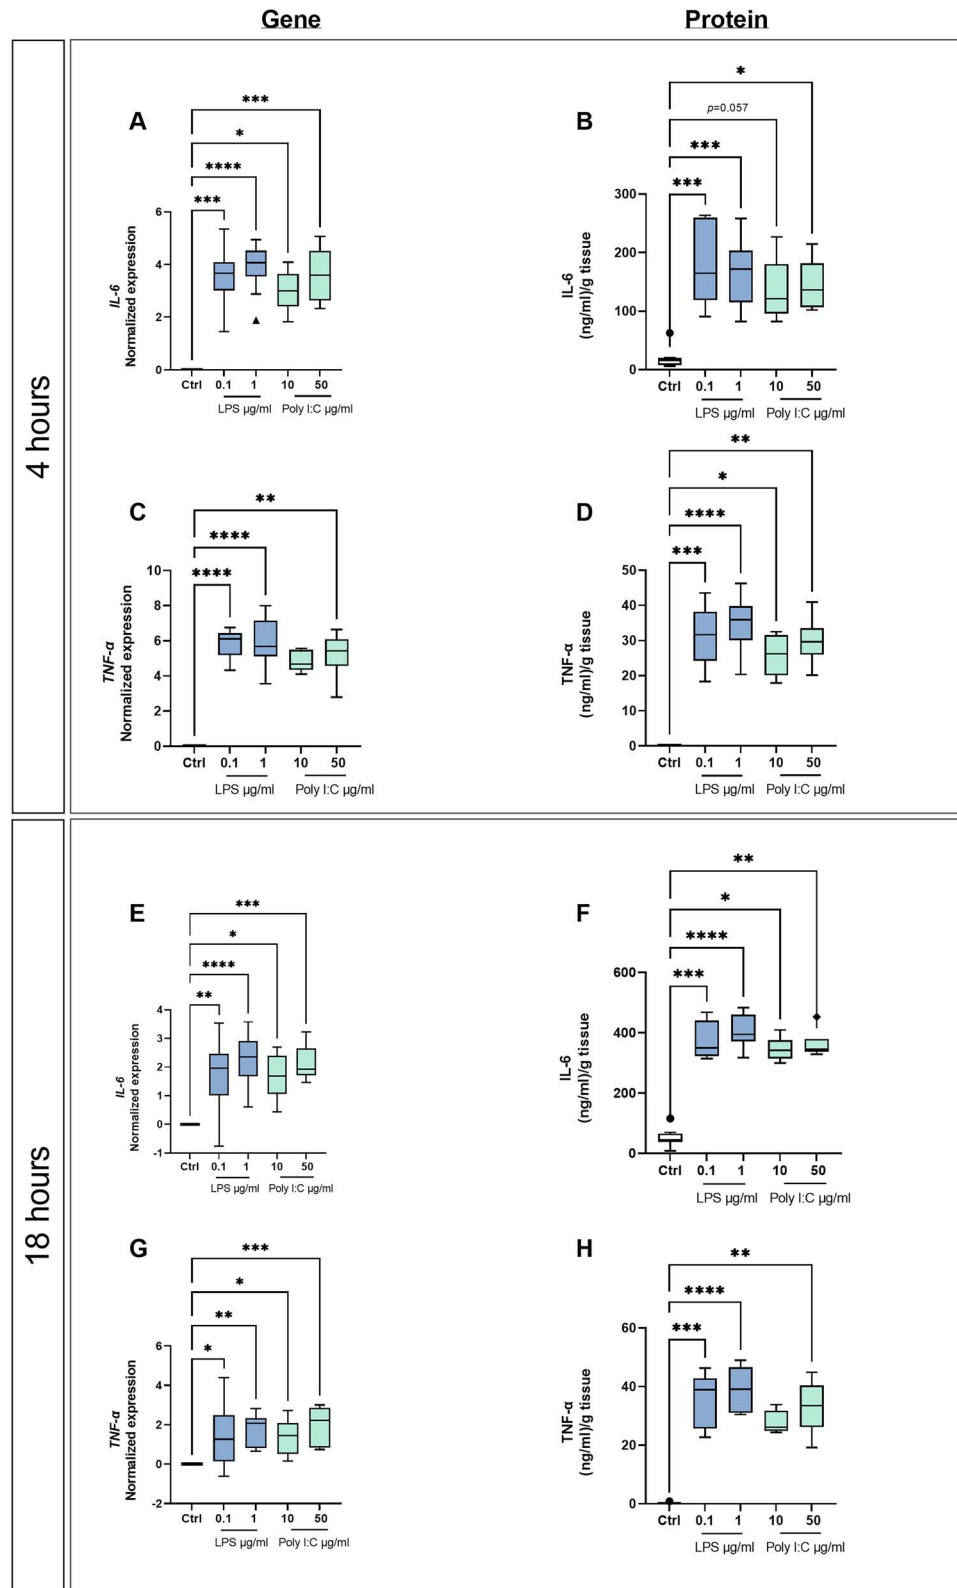 Gene
Protein
4 hours
A
***
*
****
***
IL-6
Normalized expression
6
4
2
0
Ctrl 0.1 1 10 50
LPS µg/ml Poly I:C µg/ml
B
*
p=0.057
***
***
IL-6
(ng/ml)/g tissue
300
200
100
0
Ctrl 0.1 1 10 50
LPS µg/ml Poly I:C µg/ml
C
**
****
****
TNF-α
Normalized expression
10
8
6
4
2
0
Ctrl 0.1 1 10 50
LPS µg/ml Poly I:C µg/ml
D
**
*
****
***
TNF-α
(ng/ml)/g tissue
50
40
30
20
10
0
Ctrl 0.1 1 10 50
LPS µg/ml Poly I:C µg/ml
18 hours
E
***
*
****
**
IL-6
Normalized expression
4
3
2
1
0
-1
Ctrl 0.1 1 10 50
LPS µg/ml Poly I:C µg/ml
F
**
*
****
***
IL-6
(ng/ml)/g tissue
600
400
200
0
Ctrl 0.1 1 10 50
LPS µg/ml Poly I:C µg/ml
G
***
*
**
*
TNF-α
Normalized expression
6
4
2
0
-2
Ctrl 0.1 1 10 50
LPS µg/ml Poly I:C µg/ml
H
**
****
***
TNF-α
(ng/ml)/g tissue
60
40
20
0
Ctrl 0.1 1 10 50
LPS µg/ml Poly I:C µg/ml